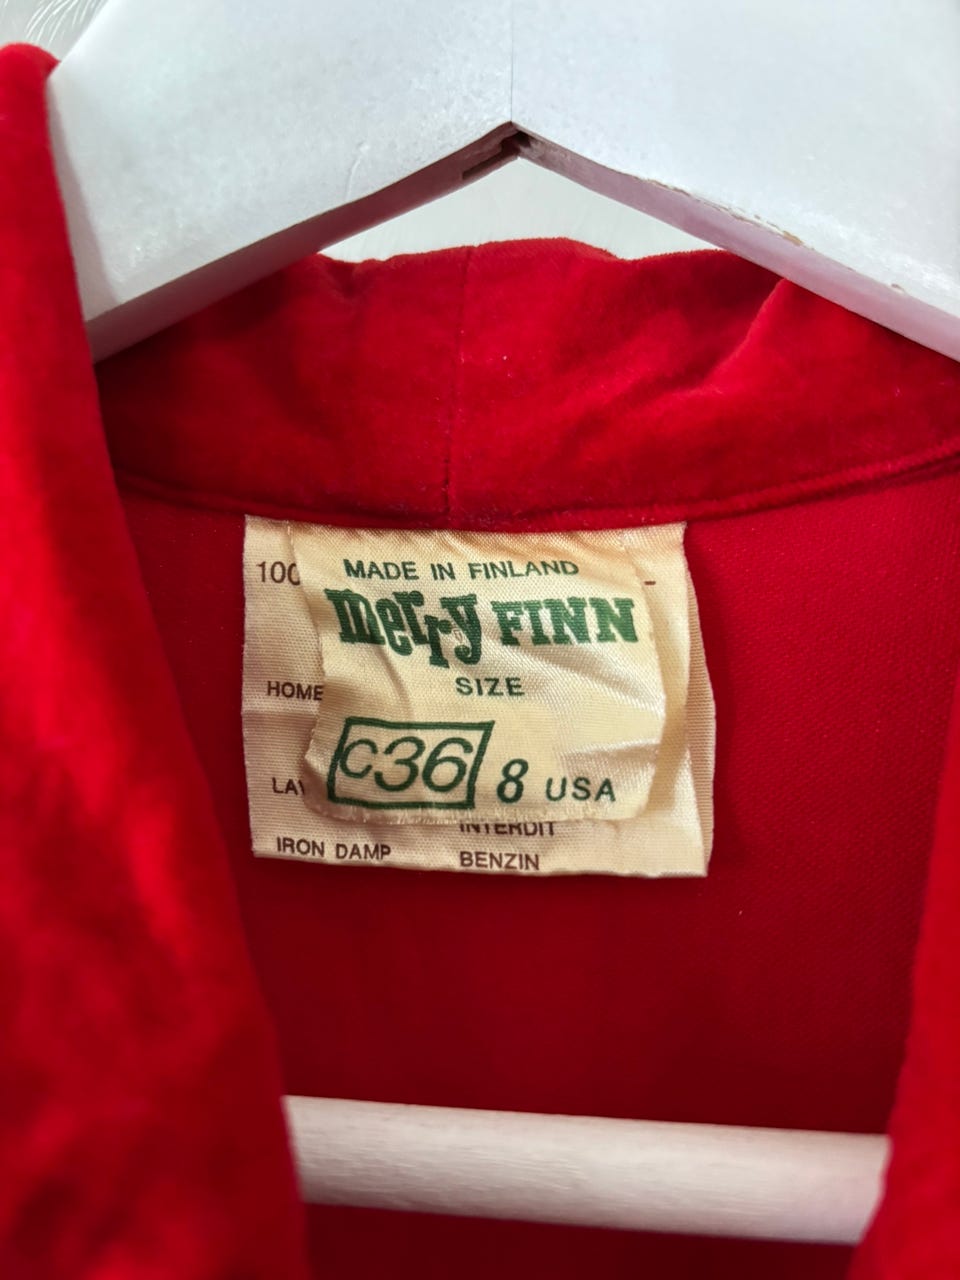 MADE IN FINLAND
merry FINN
SIZE
C36 8 USA
100
HOME
INTERDIT
IRON DAMP
BENZIN